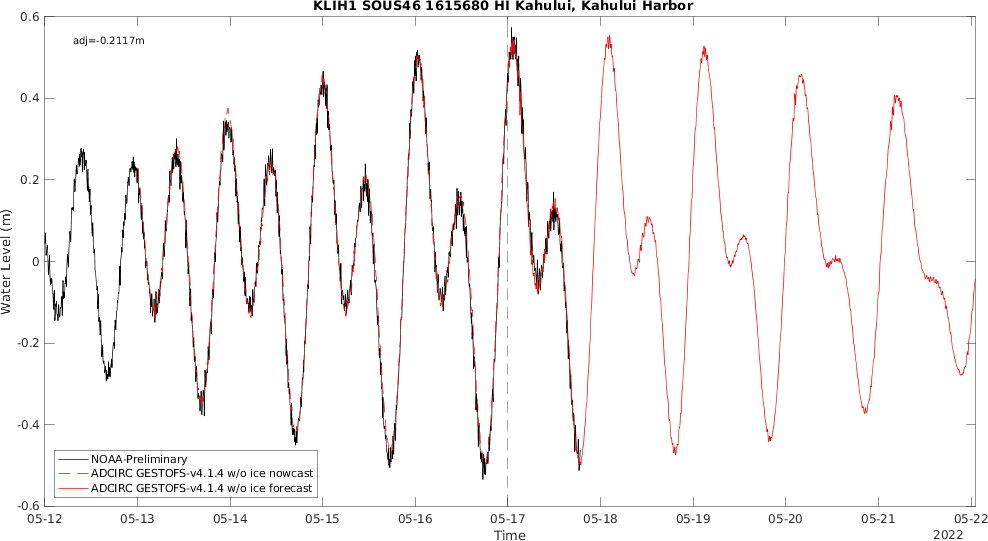 KLIH1 SOUS46 1615680 HI Kahului, Kahului Harbor
adj=-0.2117m
0.6
0.4
0.2
0
-0.2
-0.4
-0.6
Water Level (m)
NOAA-Preliminary
ADCIRC GESTOFS-v4.1.4 w/o ice nowcast
ADCIRC GESTOFS-v4.1.4 w/o ice forecast
05-12 05-13 05-14 05-15 05-16 05-17 05-18 05-19 05-20 05-21 05-22
Time
2022